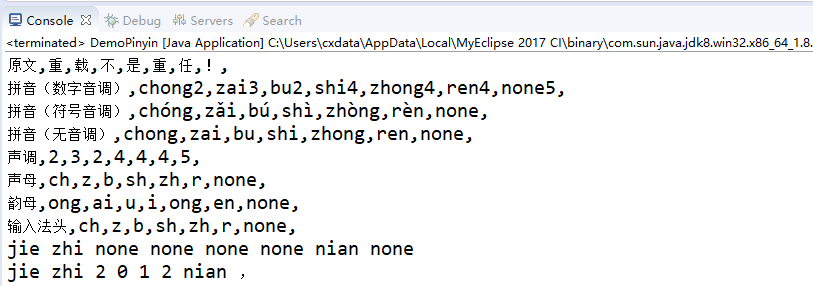 Console Debug Servers Search
<terminated> DemoPinyin [Java Application] C:\Users\cxdata\AppData\Local\MyEclipse 2017 CI\binary\com.sun.java.jdk8.win32.x86_64_1.8.
原文,重,载,不,是,重,任,!,
拼音（数字音调）,chong2,zai3,bu2,shi4,zhong4,ren4,none5,
拼音（符号音调）,chóng,zǎi,bú,shì,zhòng,rèn,none,
拼音（无音调）,chong,zai,bu,shi,zhong,ren,none,
声调,2,3,2,4,4,4,5,
声母,ch,z,b,sh,zh,r,none,
韵母,ong,ai,u,i,ong,en,none,
输入法头,ch,z,b,sh,zh,r,none,
jie zhi none none none none nian none
jie zhi 2 0 1 2 nian ，